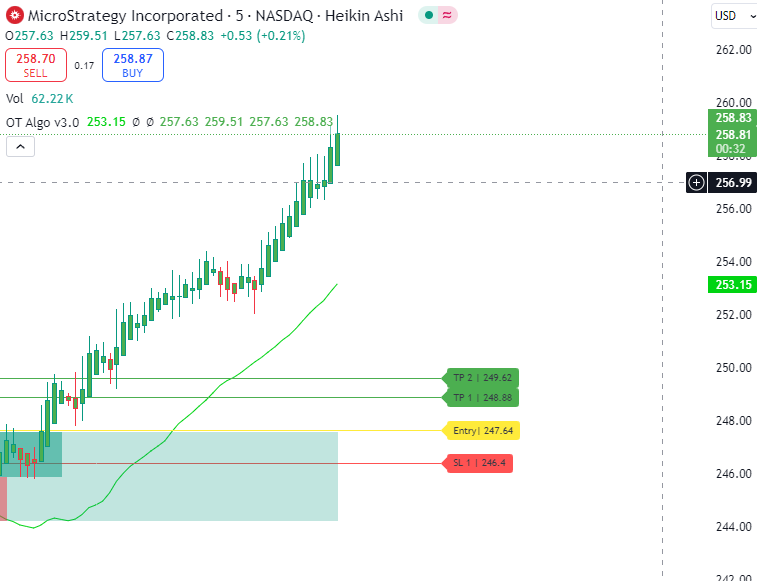 MicroStrategy Incorporated · 5 · NASDAQ · Heikin Ashi
USD
O257.63 H259.51 L257.63 C258.83 +0.53 (+0.21%)
258.70
SELL
0.17
258.87
BUY
Vol 62.22K
OT Algo v3.0 253.15 Ø Ø 257.63 259.51 257.63 258.83
262.00
260.00
258.83
258.81
00:32
258.00
256.99
256.00
254.00
253.15
252.00
250.00
248.00
246.00
244.00
242.00
TP 2 | 249.62
TP 1 | 248.88
Entry| 247.64
SL 1 | 246.4